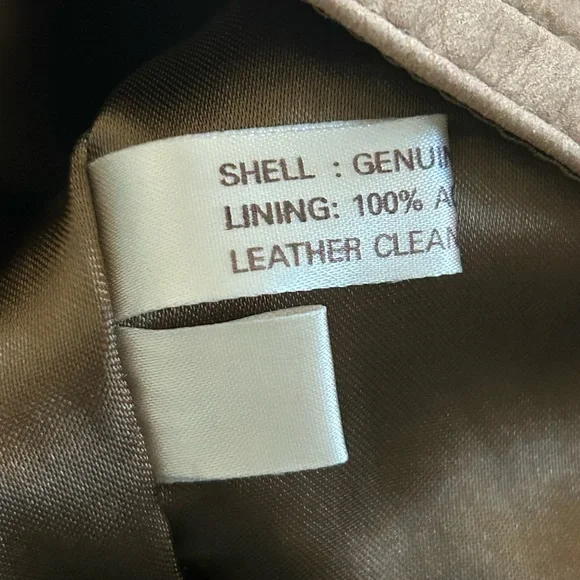 SHELL : GENUIN
LINING: 100% AC
LEATHER CLEAN